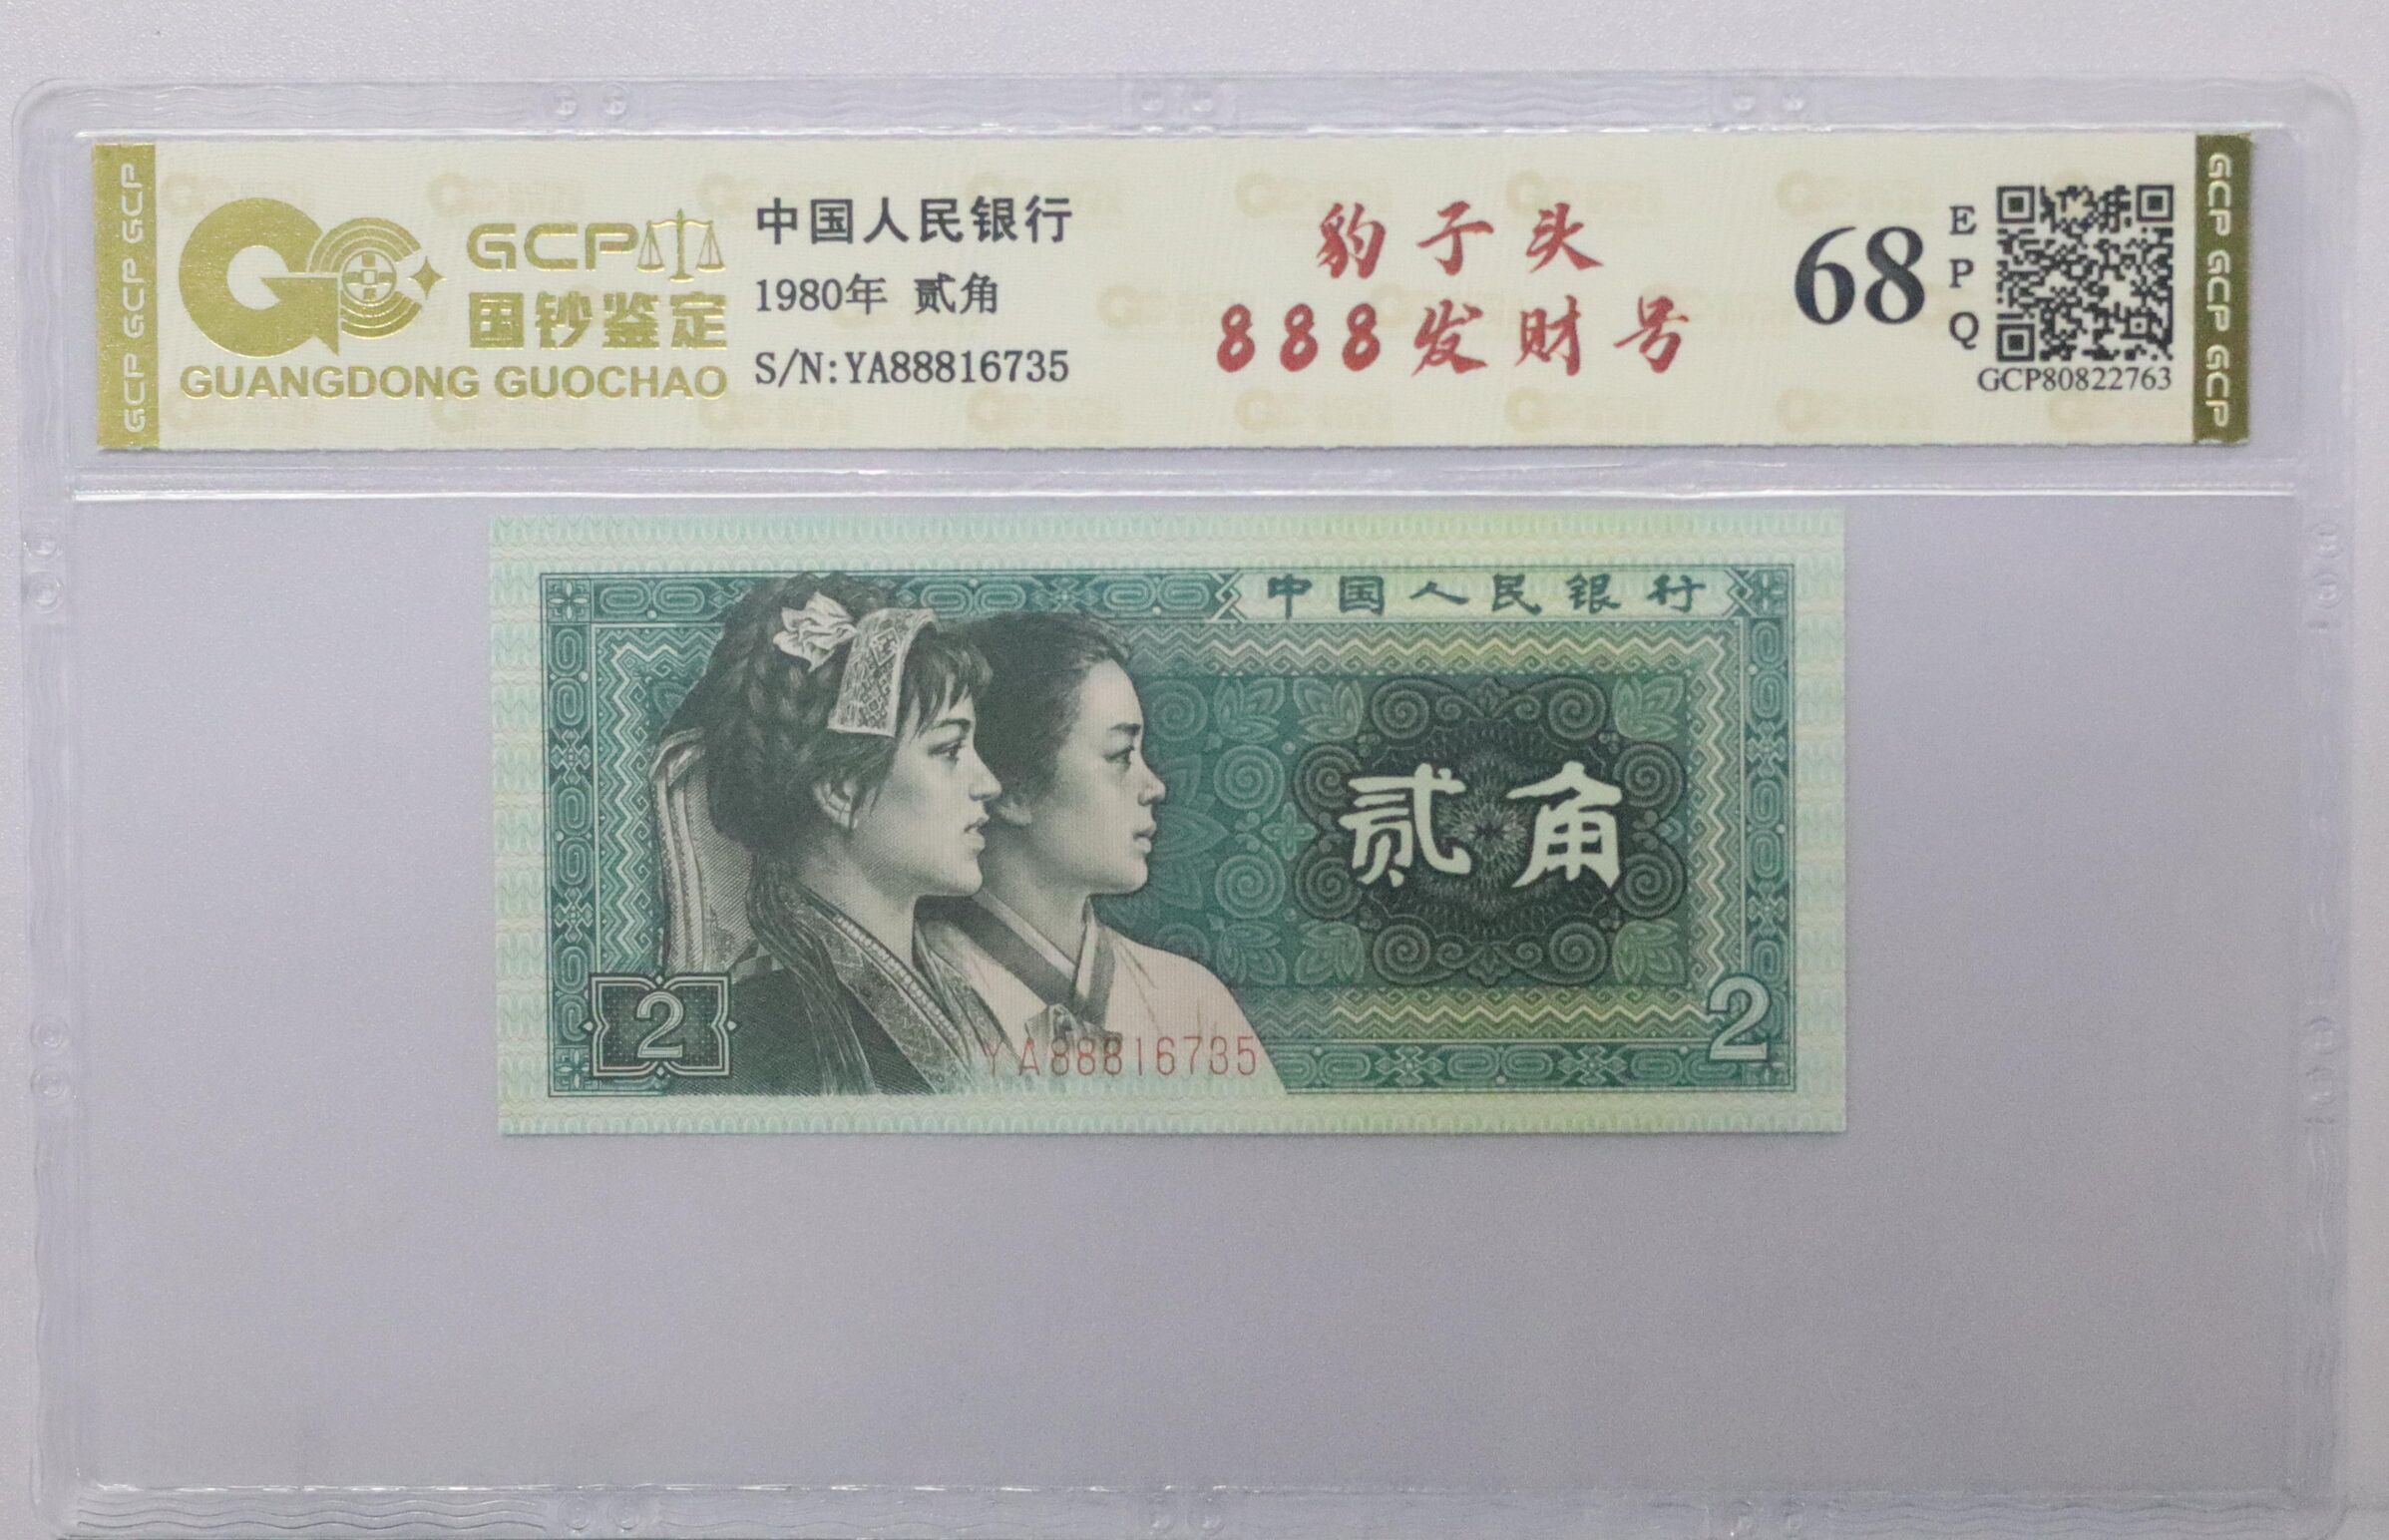 GCP GCP GCP
GCP
国钞鉴定
GUANGDONG GUOCHAO
中国人民银行
1980年 贰角
S/N:YA88816735
豹子头
888发财号
68
EPQ
GCP80822763
GCP GCP GCP
中国人民银行
贰角
2
YA88816735
2